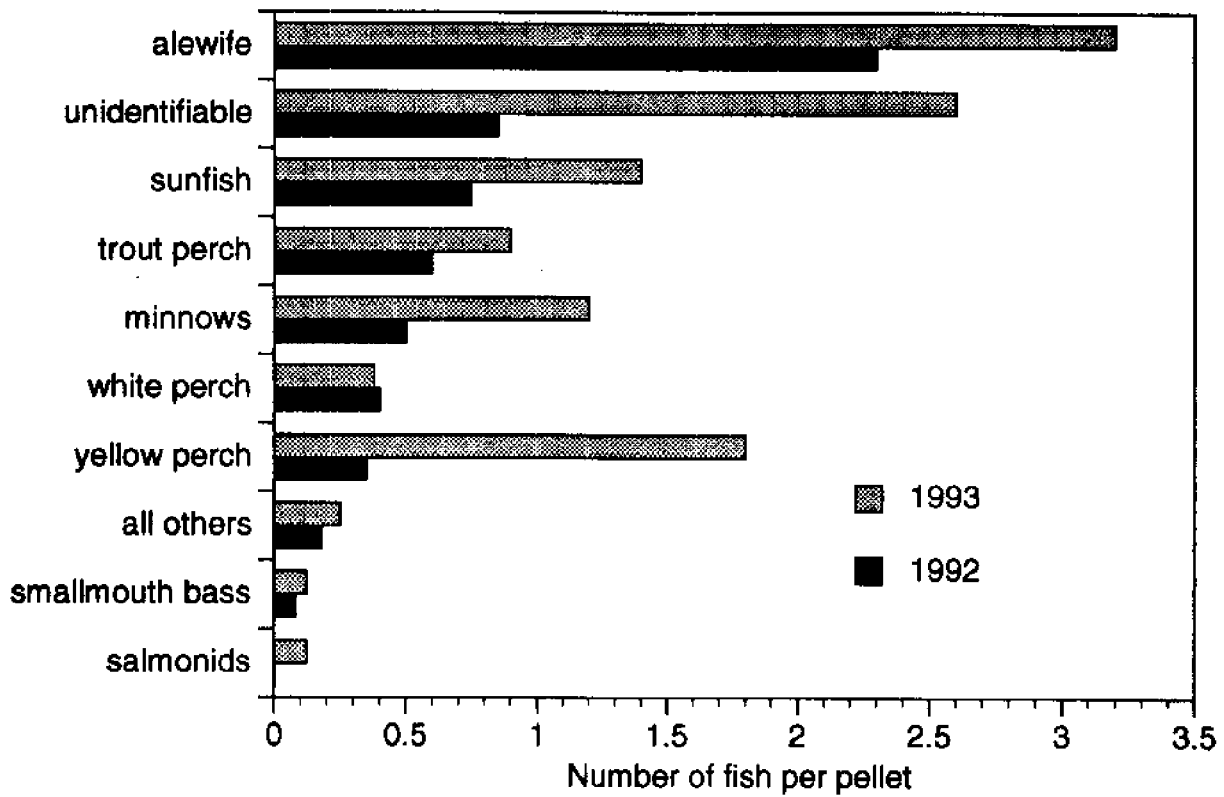 alewife
unidentifiable
sunfish
trout perch
minnows
white perch
yellow perch
all others
smallmouth bass
salmonids
1993
1992
0 0.5 1 1.5 2 2.5 3 3.5
Number of fish per pellet